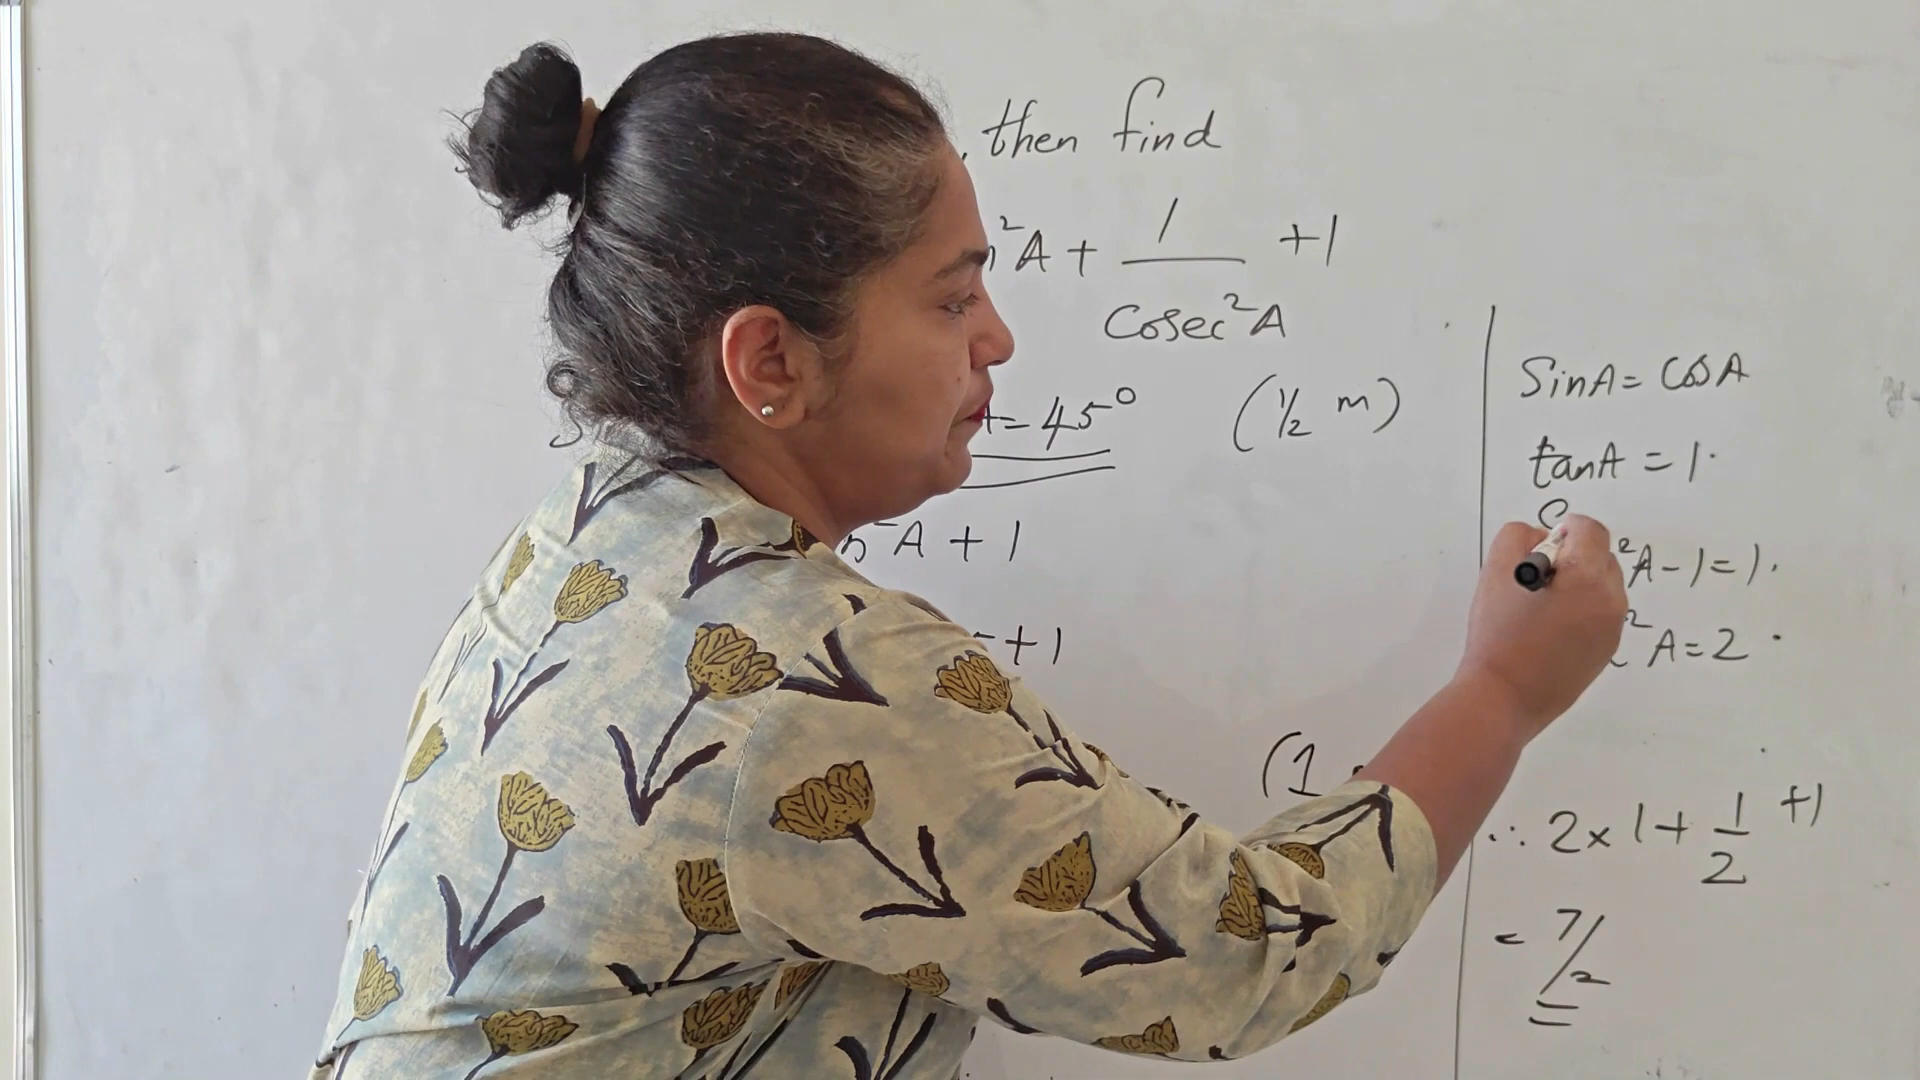 , then find
²A + 1/Cosec²A +1
A = 45° (½ m)
²A + 1
+1
(1
SinA = CosA
tanA = 1.
²A - 1 = 1.
²A = 2
∴ 2 x 1 + 1/2 +1
= 7/2